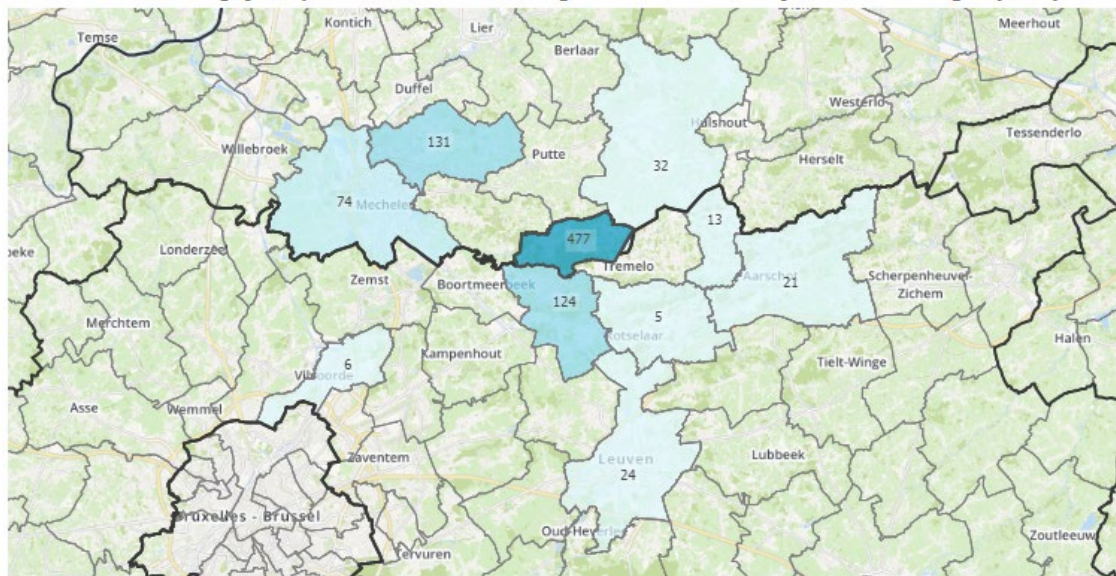 Kontich
Lier
Meerhout
Temse
Berlaar
Duffel
Westerlo
131
Hulshout
Tessenderlo
Willebroek
Putte
Herselt
32
74
Mechelen
13
477
Londerzeel
Tremelo
Zemst
Boortmeerbeek
Aarschot
Scherpenheuvel-
Zichem
21
124
5
Merchtem
Rotselaar
Halen
Kampenhout
Tielt-Winge
6
Vilvoorde
Asse
Wemmel
Zaventem
Lubbeek
Leuven
24
Bruxelles - Brussel
Oud-Heverlee
Tervuren
Zoutleeuw